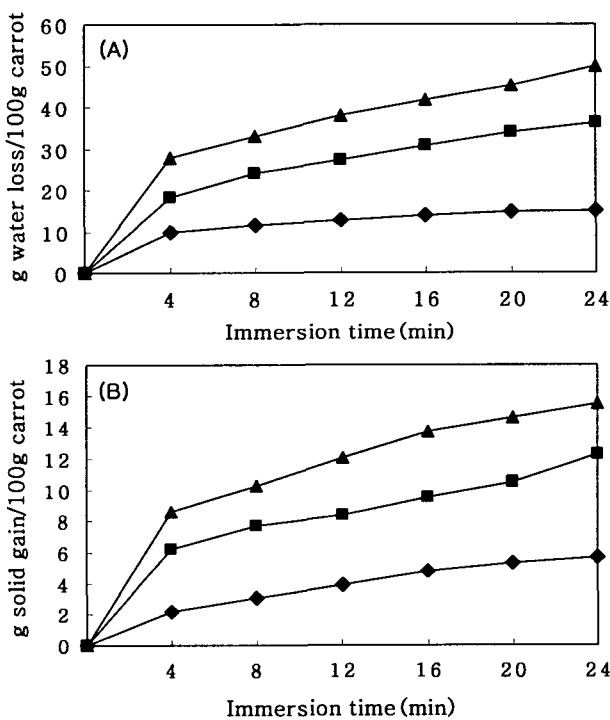 (A)
g water loss/100g carrot
60
50
40
30
20
10
0
4 8 12 16 20 24
Immersion time(min)
(B)
g solid gain/100g carrot
18
16
14
12
10
8
6
4
2
0
4 8 12 16 20 24
Immersion time(min)